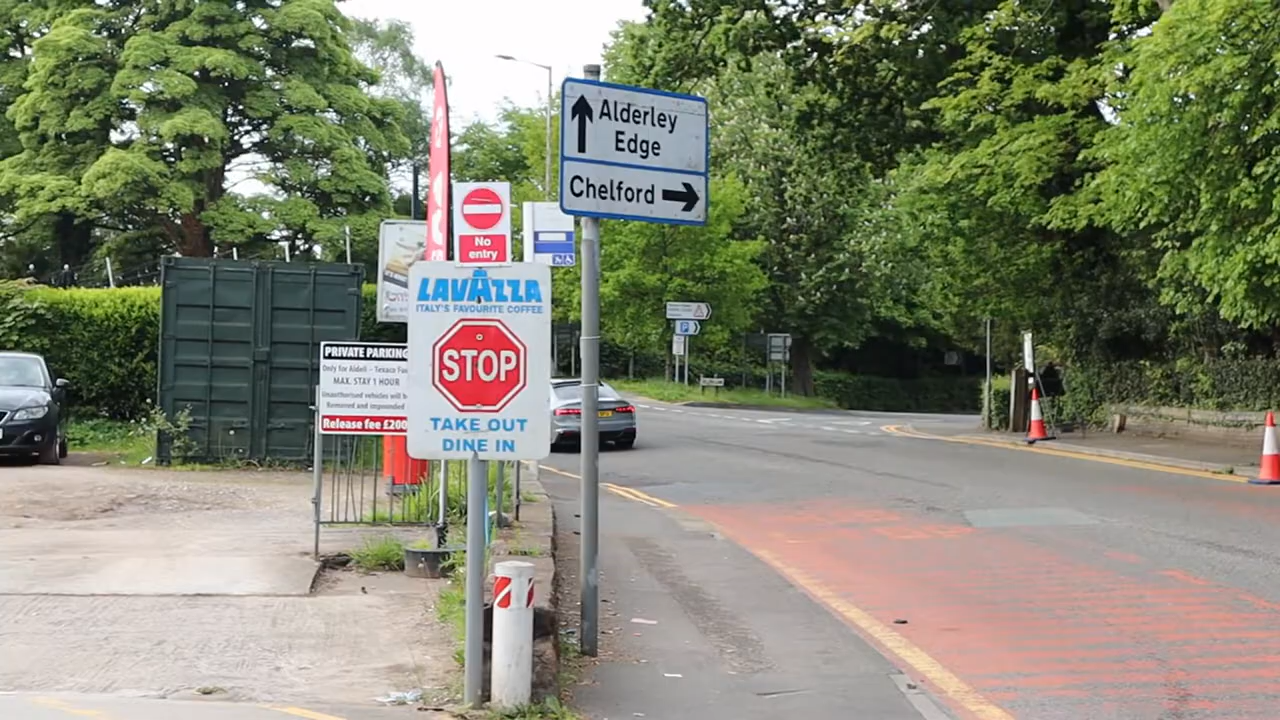 Alderley
Edge
Chelford
No
entry
LAVAZZA
ITALY'S FAVOURITE COFFEE
STOP
TAKE OUT
DINE IN
PRIVATE PARKING
Only for Aldeli - Texaco
MAX. STAY 1 HOUR
Unauthorised vehicles will
Removed and impounded
Release fee £200
P